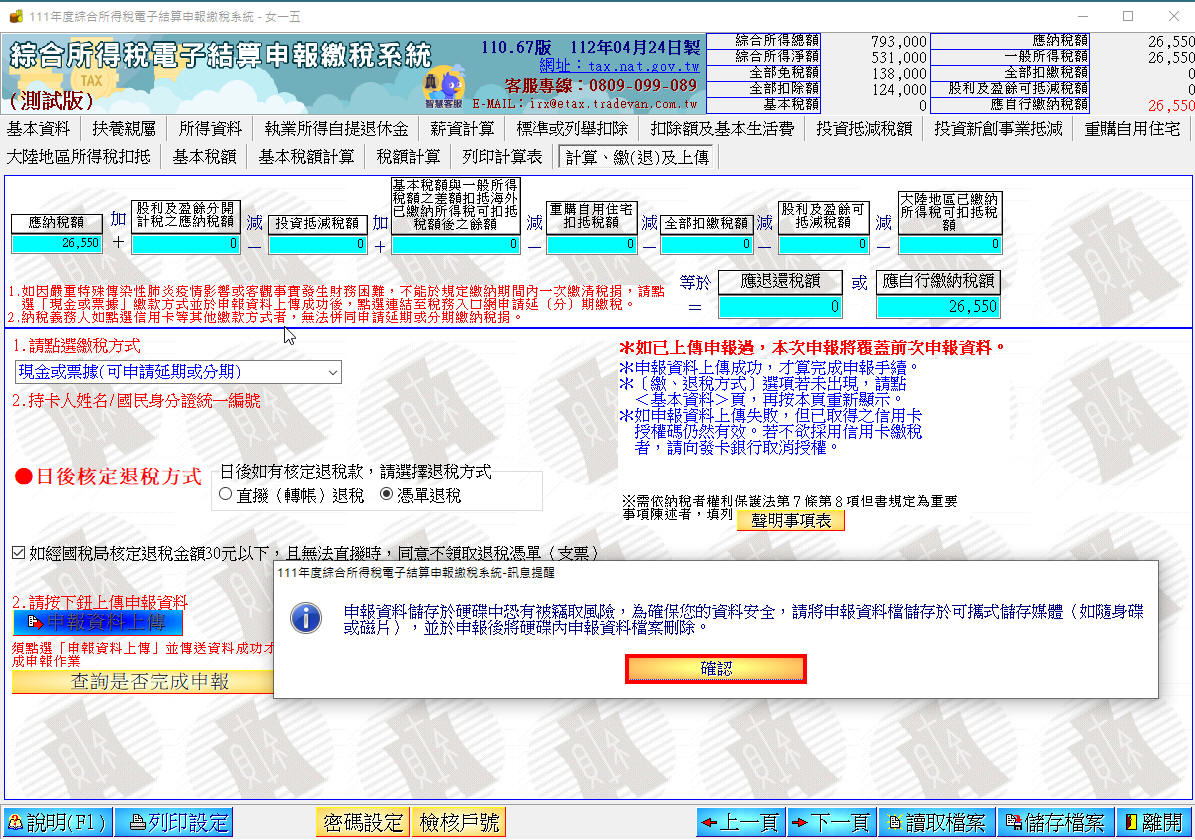 111年度綜合所得稅電子結算申報繳稅系統 - 女一五
綜合所得稅電子結算申報繳稅系統
TAX
(測試版)
智慧客服
110.67版 112年04月24日製
網址：tax.nat.gov.tw
客服專線：0809-099-089
E-MAIL：irx@etax.tradevan.com.tw
綜合所得總額 793,000 應納稅額 26,550
綜合所得淨額 531,000 一般所得稅額 26,550
全部免稅額 138,000 全部扣繳稅額 0
全部扣除額 124,000 股利及盈餘可抵減稅額 0
基本稅額 0 應自行繳納稅額 26,550
基本資料 扶養親屬 所得資料 執業所得自提退休金 薪資計算 標準或列舉扣除 扣除額及基本生活費 投資抵減稅額 投資新創事業抵減 重購自用住宅
大陸地區所得稅扣抵 基本稅額 基本稅額計算 稅額計算 列印計算表 計算、繳(退)及上傳
應納稅額
26,550
加
＋
股利及盈餘分開
計稅之應納稅額
0
減
－
投資抵減稅額
0
加
＋
基本稅額與一般所得
稅額之差額扣抵海外
已繳納所得稅可扣抵
稅額後之餘額
0
減
－
重購自用住宅
扣抵稅額
0
減
－
全部扣繳稅額
0
減
－
股利及盈餘可
抵減稅額
0
減
－
大陸地區已繳納
所得稅可扣抵稅
額
0
等於
＝
應退還稅額
0
或
應自行繳納稅額
26,550
1.如因嚴重特殊傳染性肺炎疫情影響或客觀事實發生財務困難，不能於規定繳納期間內一次繳清稅捐，請點
選「現金或票據」繳款方式並於申報資料上傳成功後，點選連結至稅務入口網申請延（分）期繳稅。
2.納稅義務人如點選信用卡等其他繳款方式者，無法併同申請延期或分期繳納稅捐。
1.請點選繳稅方式
現金或票據(可申請延期或分期)
2.持卡人姓名/國民身分證統一編號
●日後核定退稅方式
日後如有核定退稅款，請選擇退稅方式
直撥（轉帳）退稅 憑單退稅
如經國稅局核定退稅金額30元以下，且無法直撥時，同意不領取退稅憑單（支票）
2.請按下鈕上傳申報資料
申報資料上傳
須點選「申報資料上傳」並傳送資料成功才
成申報作業
查詢是否完成申報
＊如已上傳申報過，本次申報將覆蓋前次申報資料。
＊申報資料上傳成功，才算完成申報手續。
＊〔繳、退稅方式〕選項若未出現，請點
＜基本資料＞頁，再按本頁重新顯示。
＊如申報資料上傳失敗，但已取得之信用卡
授權碼仍然有效。若不欲採用信用卡繳稅
者，請向發卡銀行取消授權。
※需依納稅者權利保護法第７條第８項但書規定為重要
事項陳述者，填列 聲明事項表
111年度綜合所得稅電子結算申報繳稅系統-訊息提醒
申報資料儲存於硬碟中恐有被竊取風險，為確保您的資料安全，請將申報資料檔儲存於可攜式儲存媒體（如隨身碟
或磁片），並於申報後將硬碟內申報資料檔案刪除。
確認
說明(F1) 列印設定 密碼設定 檢核戶號 上一頁 下一頁 讀取檔案 儲存檔案 離開